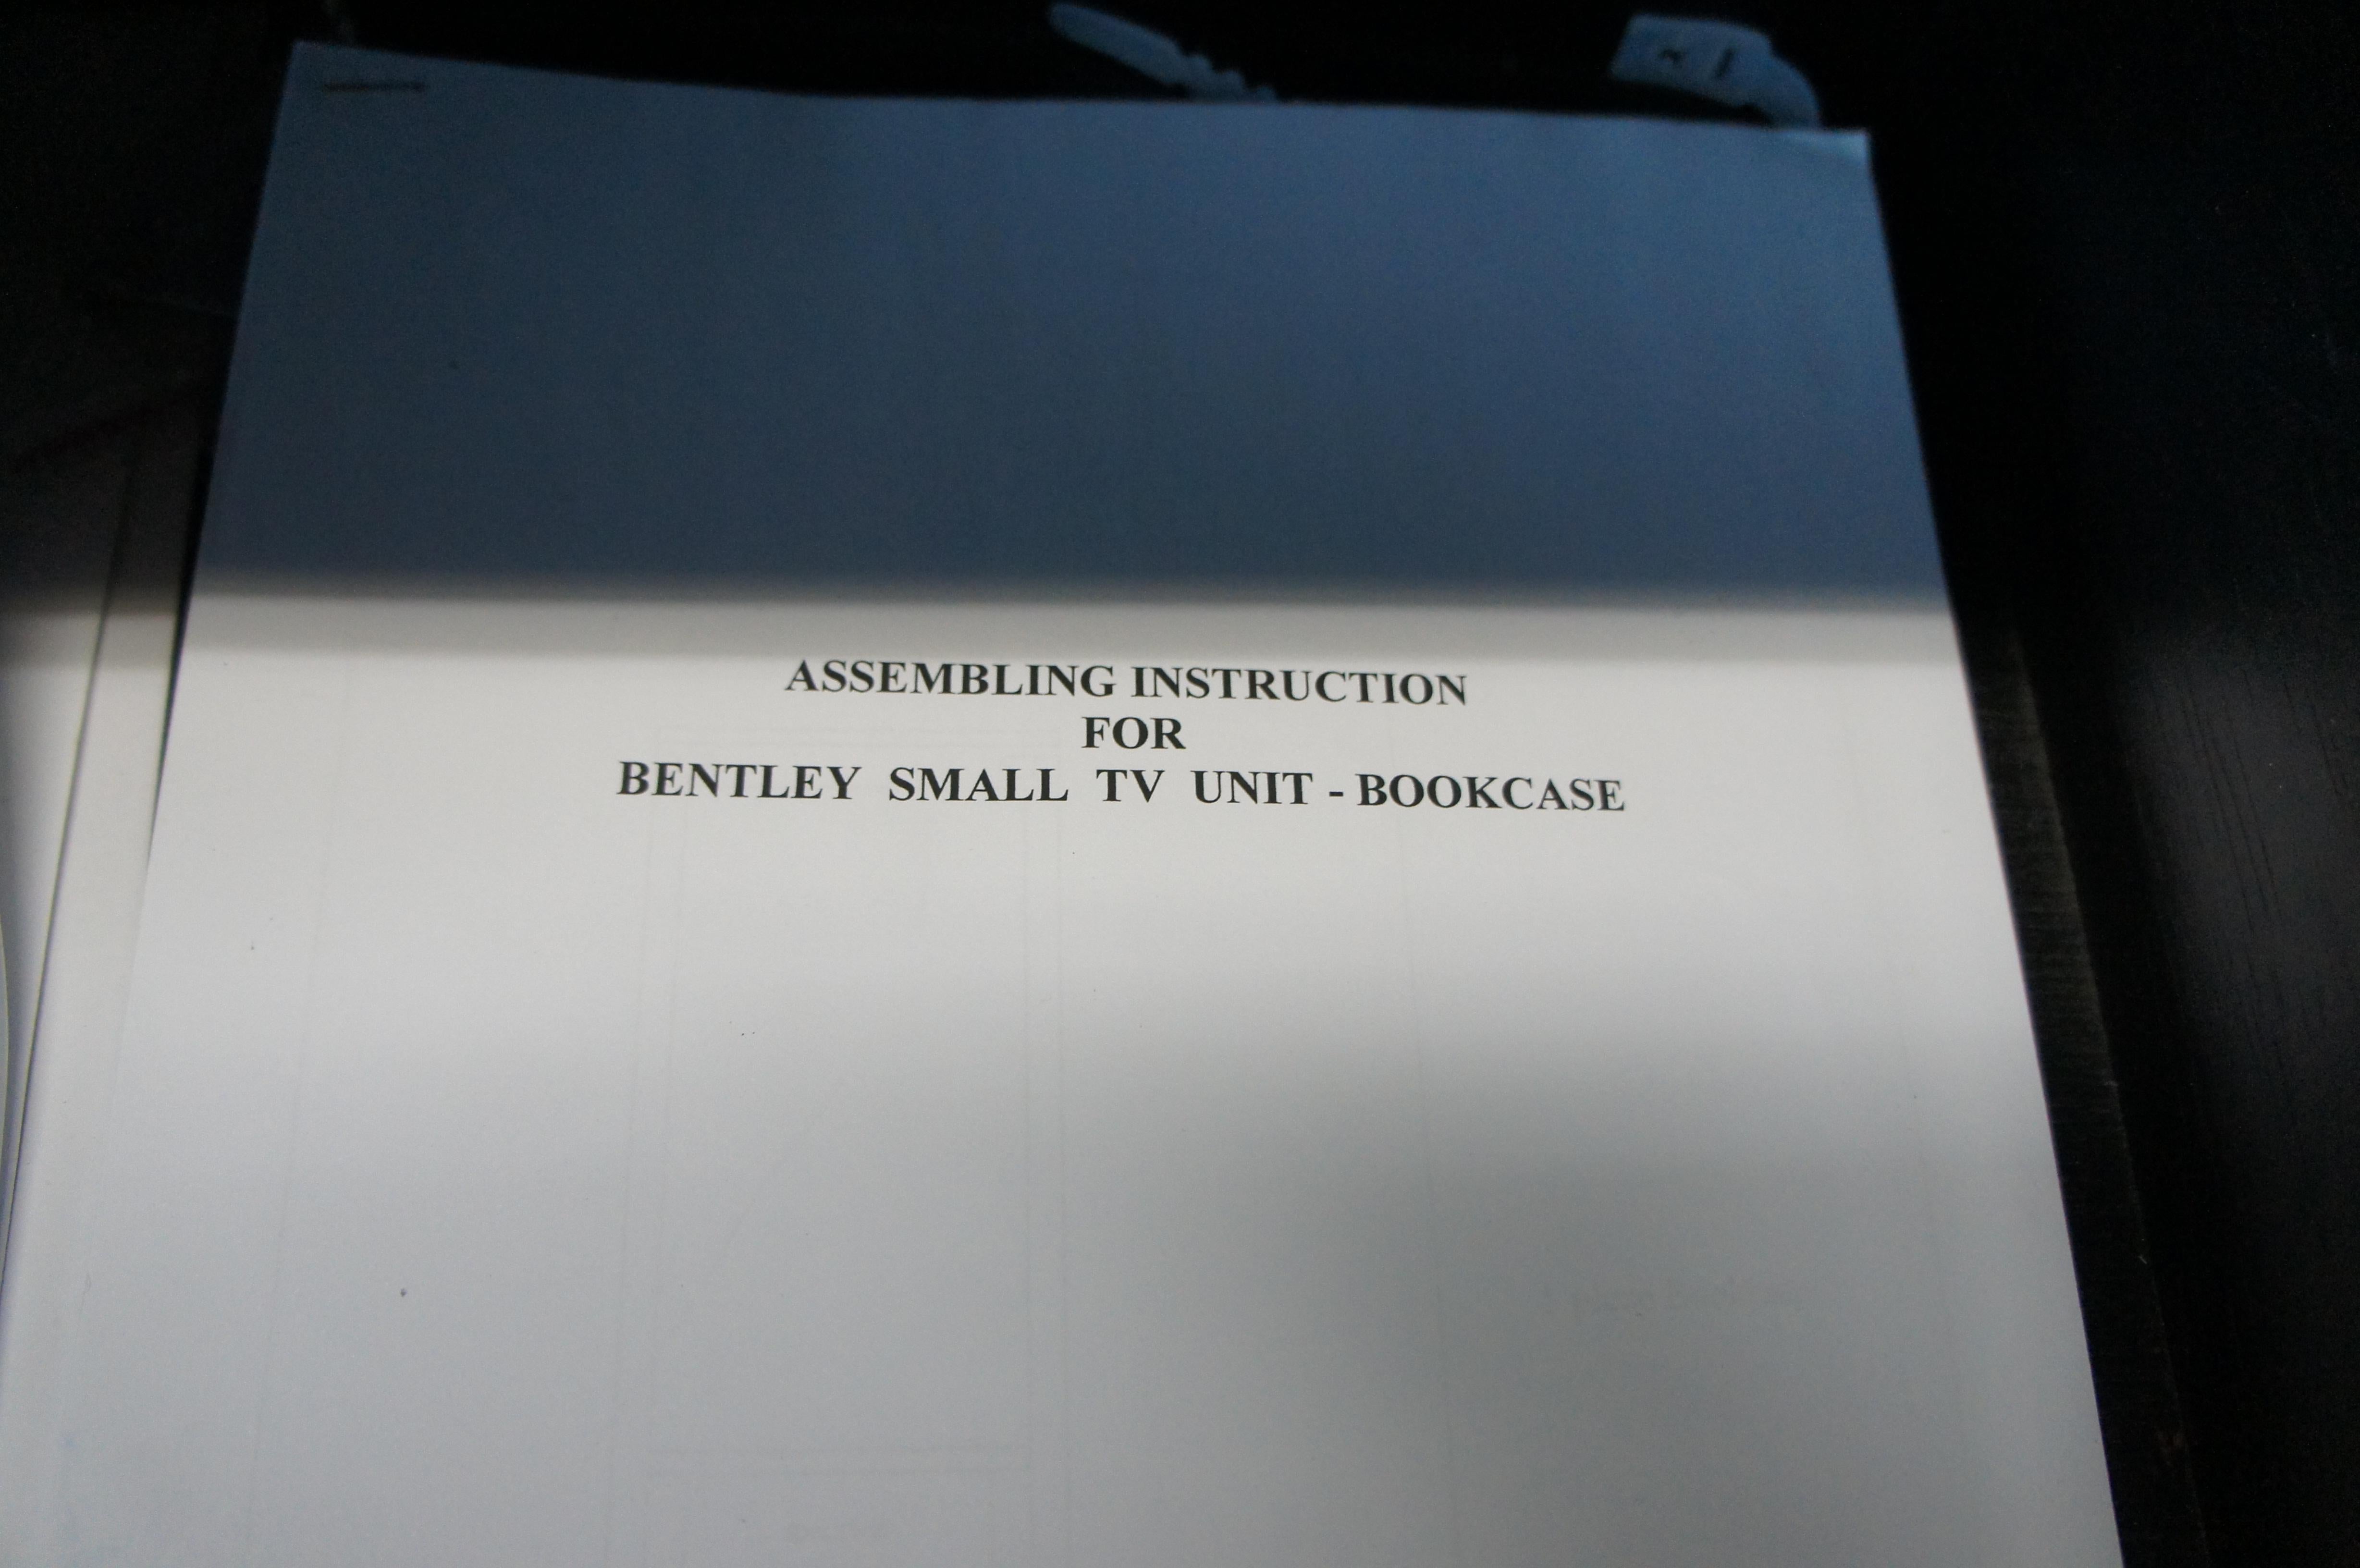 ASSEMBLING INSTRUCTION
FOR
BENTLEY SMALL TV UNIT - BOOKCASE